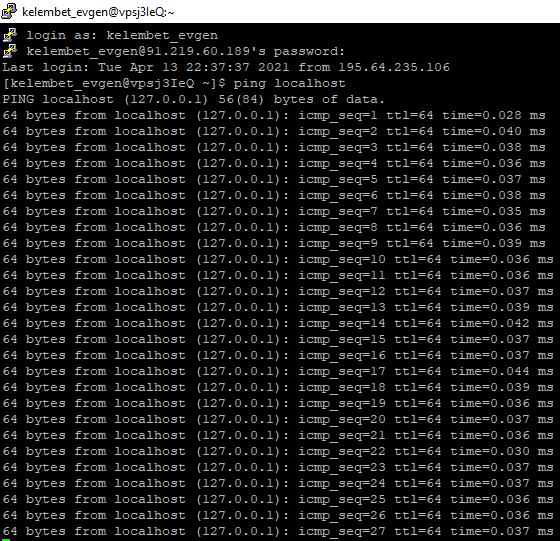 kelembet_evgen@vpsj3IeQ:~
login as: kelembet_evgen
kelembet_evgen@91.219.60.189's password:
Last login: Tue Apr 13 22:37:37 2021 from 195.64.235.106
[kelembet_evgen@vpsj3IeQ ~]$ ping localhost
PING localhost (127.0.0.1) 56(84) bytes of data.
64 bytes from localhost (127.0.0.1): icmp_seq=1 ttl=64 time=0.028 ms
64 bytes from localhost (127.0.0.1): icmp_seq=2 ttl=64 time=0.040 ms
64 bytes from localhost (127.0.0.1): icmp_seq=3 ttl=64 time=0.038 ms
64 bytes from localhost (127.0.0.1): icmp_seq=4 ttl=64 time=0.036 ms
64 bytes from localhost (127.0.0.1): icmp_seq=5 ttl=64 time=0.037 ms
64 bytes from localhost (127.0.0.1): icmp_seq=6 ttl=64 time=0.038 ms
64 bytes from localhost (127.0.0.1): icmp_seq=7 ttl=64 time=0.035 ms
64 bytes from localhost (127.0.0.1): icmp_seq=8 ttl=64 time=0.036 ms
64 bytes from localhost (127.0.0.1): icmp_seq=9 ttl=64 time=0.039 ms
64 bytes from localhost (127.0.0.1): icmp_seq=10 ttl=64 time=0.036 ms
64 bytes from localhost (127.0.0.1): icmp_seq=11 ttl=64 time=0.036 ms
64 bytes from localhost (127.0.0.1): icmp_seq=12 ttl=64 time=0.037 ms
64 bytes from localhost (127.0.0.1): icmp_seq=13 ttl=64 time=0.039 ms
64 bytes from localhost (127.0.0.1): icmp_seq=14 ttl=64 time=0.042 ms
64 bytes from localhost (127.0.0.1): icmp_seq=15 ttl=64 time=0.037 ms
64 bytes from localhost (127.0.0.1): icmp_seq=16 ttl=64 time=0.037 ms
64 bytes from localhost (127.0.0.1): icmp_seq=17 ttl=64 time=0.044 ms
64 bytes from localhost (127.0.0.1): icmp_seq=18 ttl=64 time=0.039 ms
64 bytes from localhost (127.0.0.1): icmp_seq=19 ttl=64 time=0.036 ms
64 bytes from localhost (127.0.0.1): icmp_seq=20 ttl=64 time=0.037 ms
64 bytes from localhost (127.0.0.1): icmp_seq=21 ttl=64 time=0.036 ms
64 bytes from localhost (127.0.0.1): icmp_seq=22 ttl=64 time=0.030 ms
64 bytes from localhost (127.0.0.1): icmp_seq=23 ttl=64 time=0.037 ms
64 bytes from localhost (127.0.0.1): icmp_seq=24 ttl=64 time=0.037 ms
64 bytes from localhost (127.0.0.1): icmp_seq=25 ttl=64 time=0.036 ms
64 bytes from localhost (127.0.0.1): icmp_seq=26 ttl=64 time=0.036 ms
64 bytes from localhost (127.0.0.1): icmp_seq=27 ttl=64 time=0.037 ms